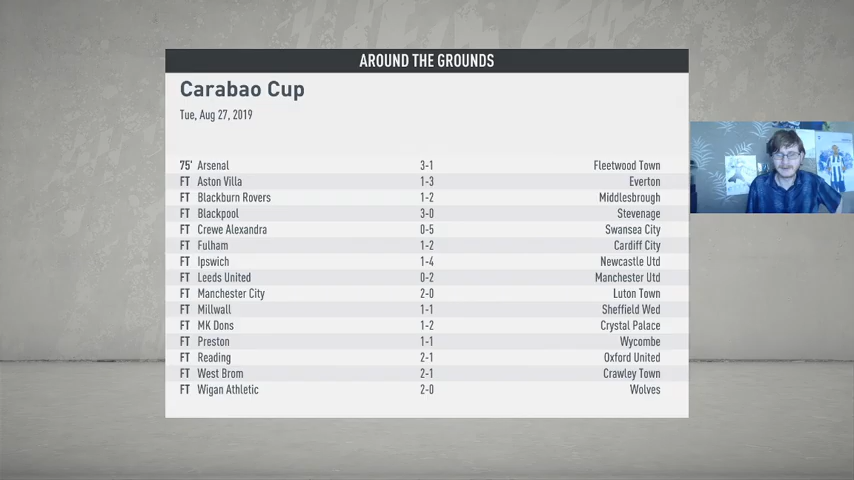 AROUND THE GROUNDS
Carabao Cup
Tue, Aug 27, 2019
75' Arsenal 3-1 Fleetwood Town
FT Aston Villa 1-3 Everton
FT Blackburn Rovers 1-2 Middlesbrough
FT Blackpool 3-0 Stevenage
FT Crewe Alexandra 0-5 Swansea City
FT Fulham 1-2 Cardiff City
FT Ipswich 1-4 Newcastle Utd
FT Leeds United 0-2 Manchester Utd
FT Manchester City 2-0 Luton Town
FT Millwall 1-1 Sheffield Wed
FT MK Dons 1-2 Crystal Palace
FT Preston 1-1 Wycombe
FT Reading 2-1 Oxford United
FT West Brom 2-1 Crawley Town
FT Wigan Athletic 2-0 Wolves